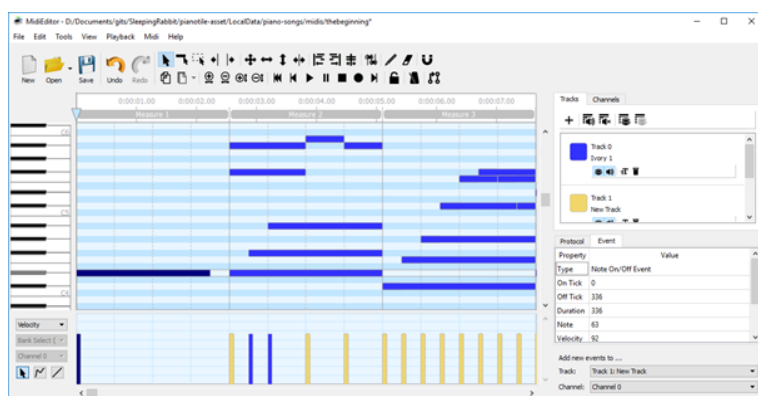 MidiEditor - D:/Documents/gits/SleepingRabbit/pianotile-asset/LocalData/piano-songs/midis/thebeginning*
File Edit Tools View Playback Midi Help
New Open Save Undo Redo
0:00:01.00 0:00:02.00 0:00:03.00 0:00:04.00 0:00:05.00 0:00:06.00 0:00:07.00
Measure 1 Measure 2 Measure 3
C6
C5
C4
Velocity
Bank Select (
Channel 0
Tracks Channels
Track 0
Ivory 1
Track 1
New Track
Protocol Event
Property Value
Type Note On/Off Event
On Tick 0
Off Tick 336
Duration 336
Note 63
Velocity 92
Add new events to ...
Track: Track 1: New Track
Channel: Channel 0